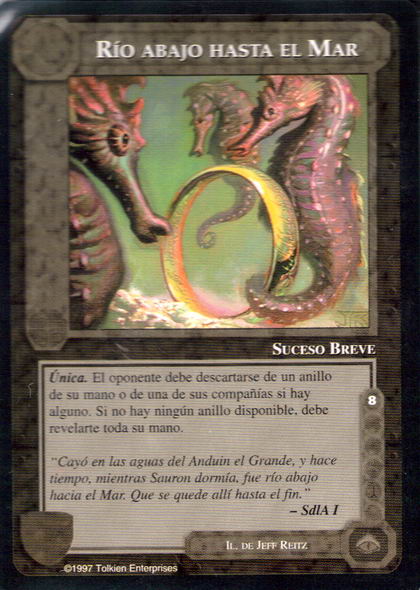 RÍO ABAJO HASTA EL MAR
JTR
SUCESO BREVE
Única. El oponente debe descartarse de un anillo
de su mano o de una de sus compañías si hay
alguno. Si no hay ningún anillo disponible, debe
revelarte toda su mano.
8
"Cayó en las aguas del Anduin el Grande, y hace
tiempo, mientras Sauron dormía, fue río abajo
hacia el Mar. Que se quede allí hasta el fin."
– SdlA I
IL. DE JEFF REITZ
©1997 Tolkien Enterprises